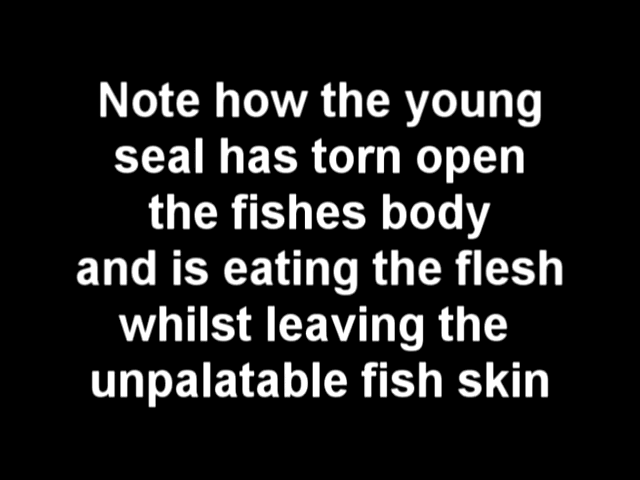 Note how the young
seal has torn open
the fishes body
and is eating the flesh
whilst leaving the
unpalatable fish skin